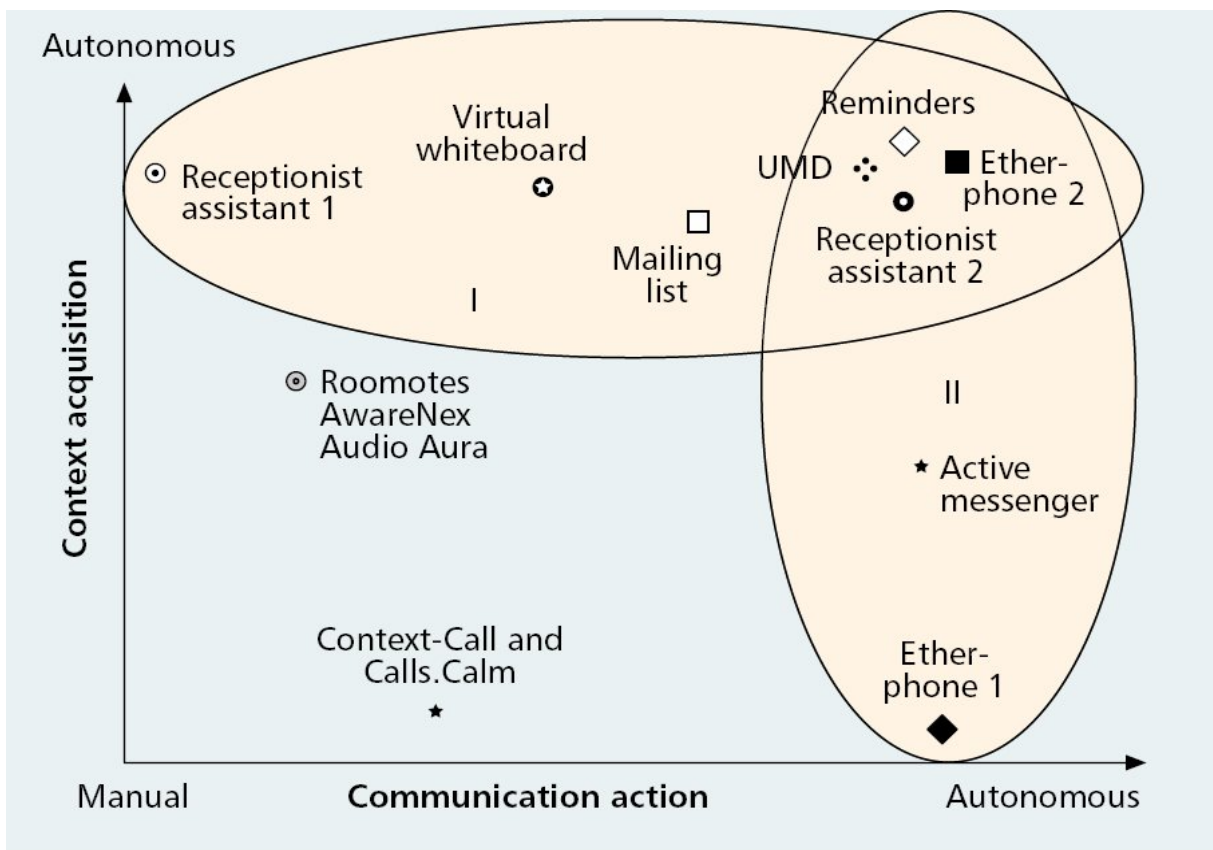 Autonomous
Reminders
Virtual
whiteboard
UMD
Ether-
phone 2
Receptionist
assistant 1
Receptionist
assistant 2
Mailing
list
I
Roomotes
AwareNex
Audio Aura
II
Active
messenger
Context acquisition
Context-Call and
Calls.Calm
Ether-
phone 1
Manual
Communication action
Autonomous